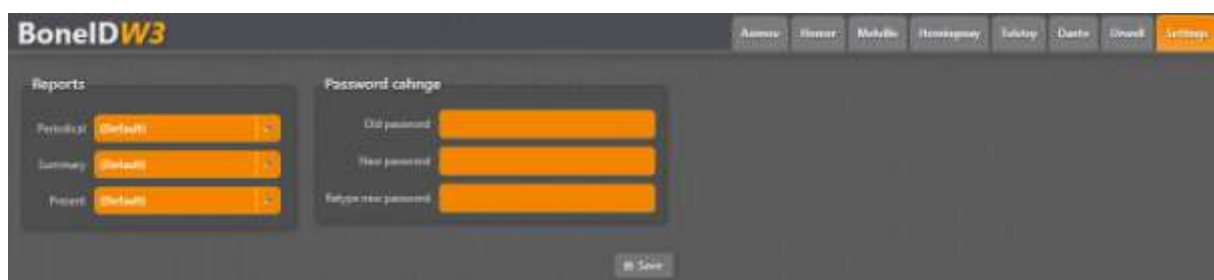 BoneIDW3
Asimov Homer Melville Hemingway Tolstoy Dante Orwell Settings
Reports
Periodical (Default)
Summary (Default)
Present (Default)
Password cahnge
Old password
New password
Retype new password
Save